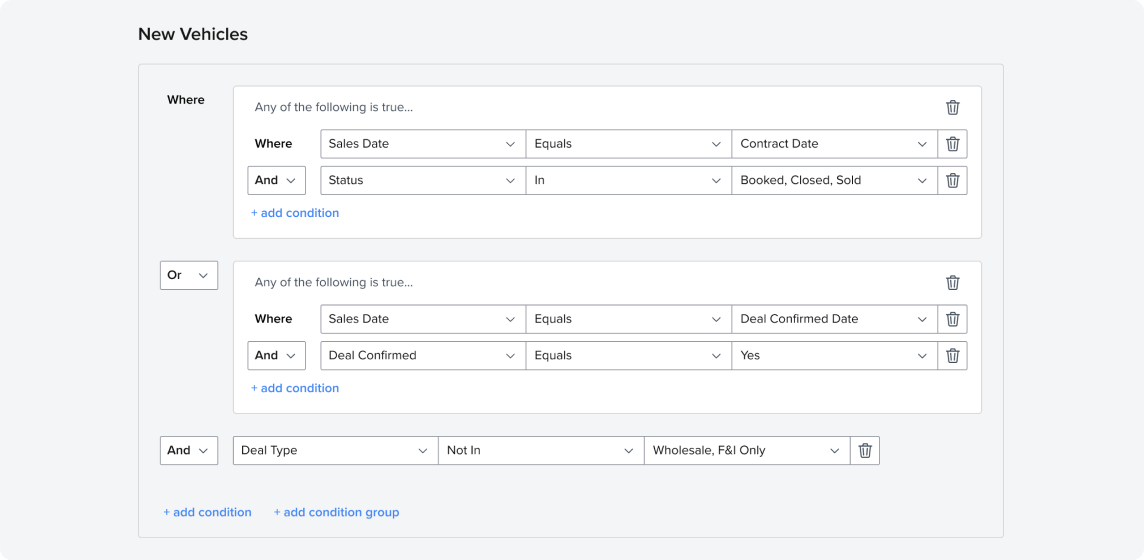 New Vehicles
Where
Any of the following is true...
Where Sales Date Equals Contract Date
And Status In Booked, Closed, Sold
+ add condition
Or
Any of the following is true...
Where Sales Date Equals Deal Confirmed Date
And Deal Confirmed Equals Yes
+ add condition
And Deal Type Not In Wholesale, F&I Only
+ add condition + add condition group